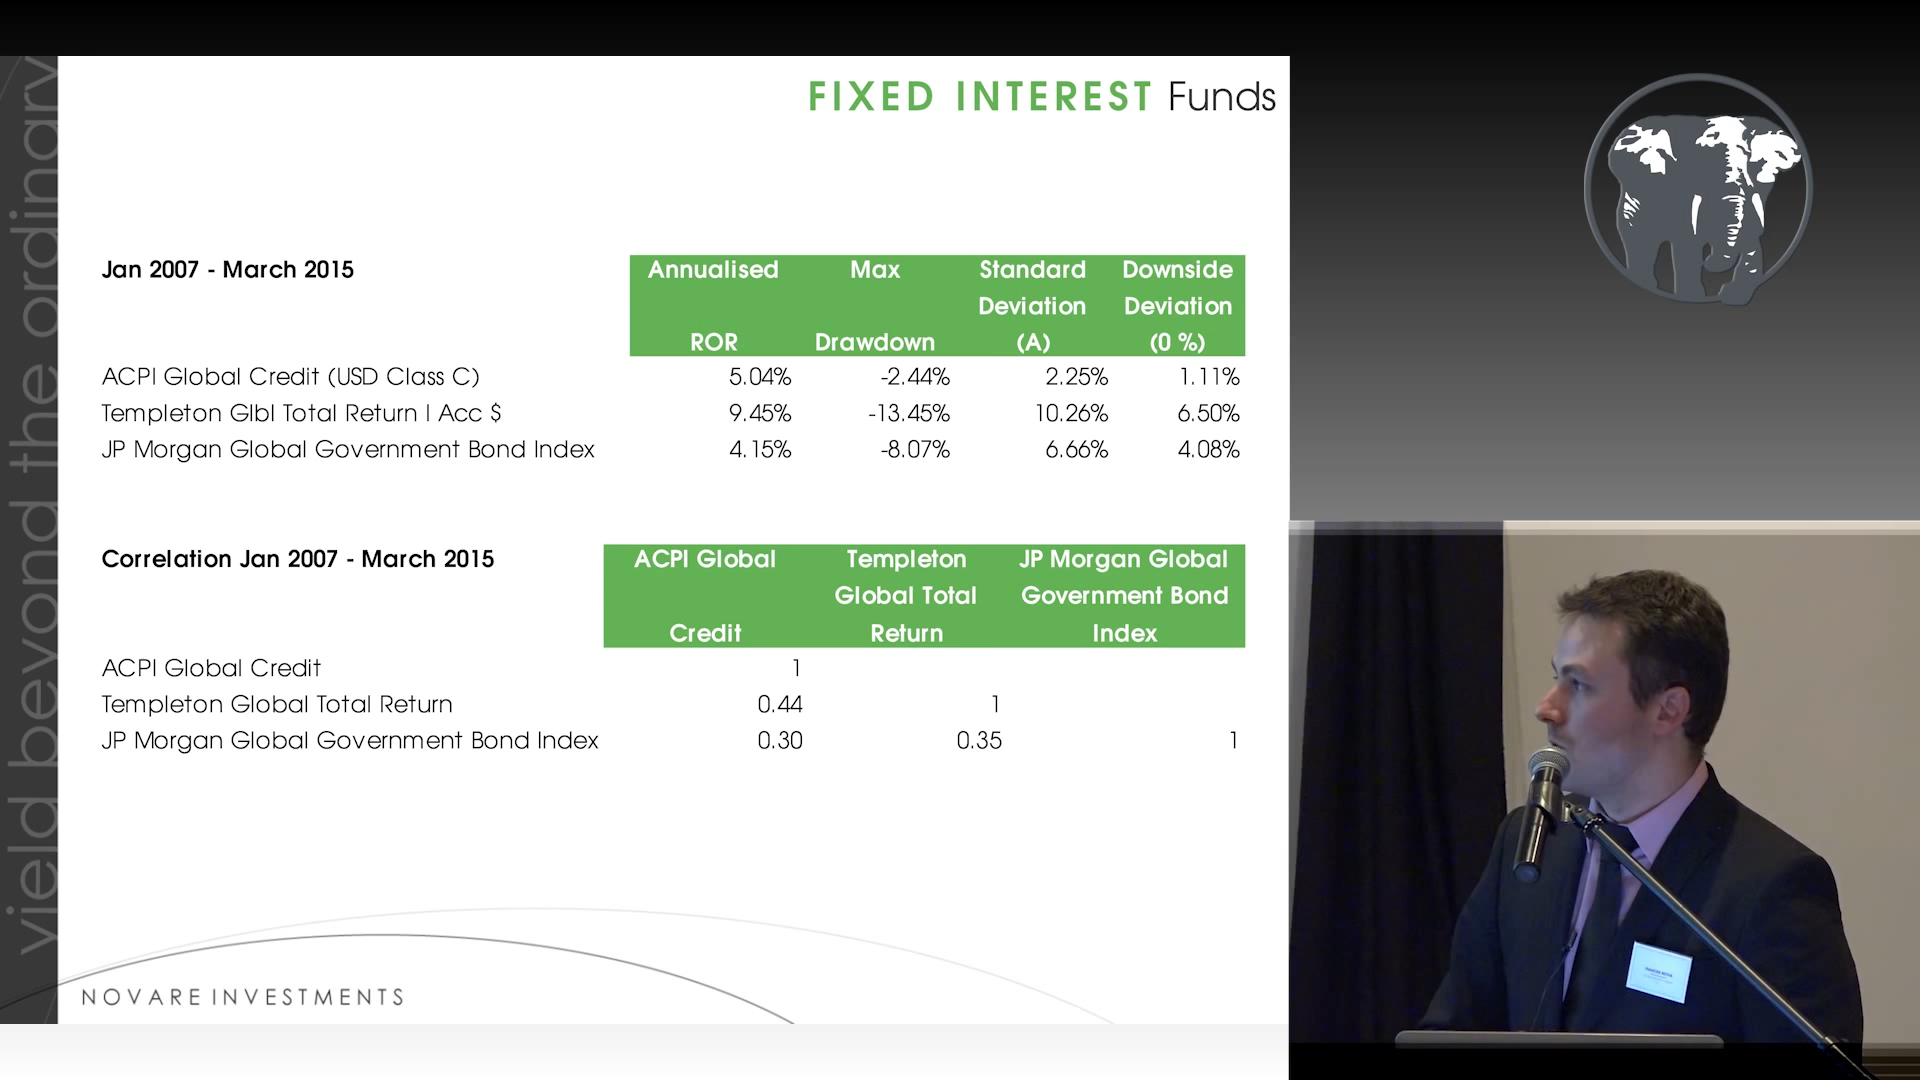 yield beyond the ordinary
FIXED INTEREST Funds
Jan 2007 - March 2015 Annualised Max Standard Downside
Deviation Deviation
ROR Drawdown (A) (0 %)
ACPI Global Credit (USD Class C) 5.04% -2.44% 2.25% 1.11%
Templeton Glbl Total Return I Acc $ 9.45% -13.45% 10.26% 6.50%
JP Morgan Global Government Bond Index 4.15% -8.07% 6.66% 4.08%
Correlation Jan 2007 - March 2015 ACPI Global Templeton JP Morgan Global
Global Total Government Bond
Credit Return Index
ACPI Global Credit 1
Templeton Global Total Return 0.44 1
JP Morgan Global Government Bond Index 0.30 0.35 1
NOVARE INVESTMENTS